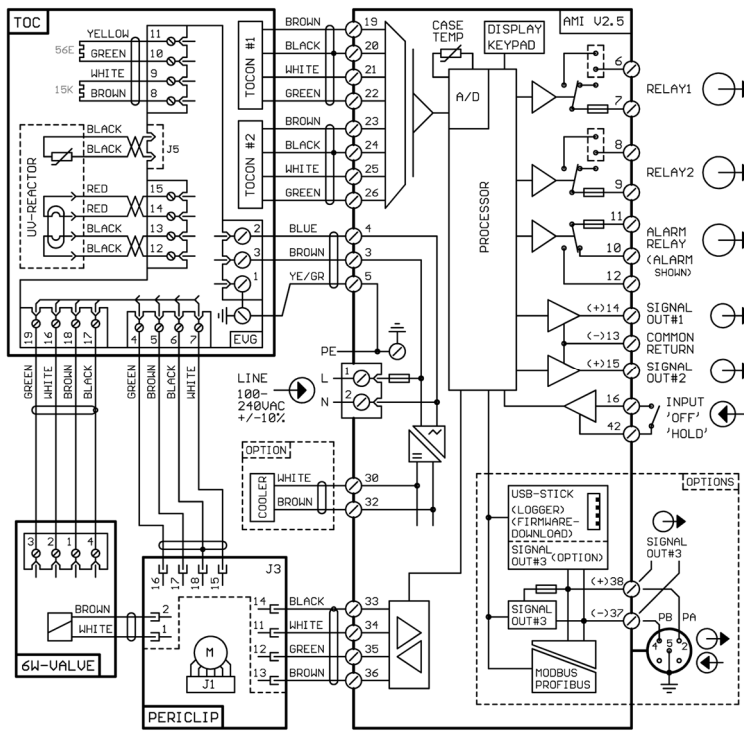 TOC
YELLOW 11
56E
GREEN 10
WHITE 9
15K
BROWN 8
BLACK
BLACK
J5
UV-REACTOR
RED 15
RED 14
BLACK 13
BLACK 12
TOCON #1
TOCON #2
2
3
1
EVG
19 16 18 17
4 5 6 7
BROWN 19
BLACK 20
WHITE 21
GREEN 22
BROWN 23
BLACK 24
WHITE 25
GREEN 26
BLUE 4
BROWN 3
YE/GR 5
PE
LINE
100-
240VAC
+/-10%
L 1
N 2
OPTION
COOLER
WHITE 30
BROWN 32
CASE
TEMP
DISPLAY
KEYPAD
AMI V2.5
A/D
PROCESSOR
6
RELAY1
7
8
RELAY2
9
11
ALARM
RELAY
10
(ALARM
SHOWN)
12
(+)14
SIGNAL
OUT#1
(-)13
COMMON
RETURN
(+)15
SIGNAL
OUT#2
16
INPUT
'OFF'
'HOLD'
42
OPTIONS
USB-STICK
(LOGGER)
(FIRMWARE-
DOWNLOAD)
SIGNAL
OUT#3 (OPTION)
SIGNAL
OUT#3
(+)38
SIGNAL
OUT#3
(-)37
PB PA
4 5 2
MODBUS
PROFIBUS
GREEN
WHITE
BROWN
BLACK
GREEN
BROWN
BLACK
WHITE
3 2 1 4
BROWN 2
WHITE 1
6W-VALVE
16 17 18 15
J3
14 BLACK 33
11 WHITE 34
12 GREEN 35
13 BROWN 36
M
J1
PERICLIP